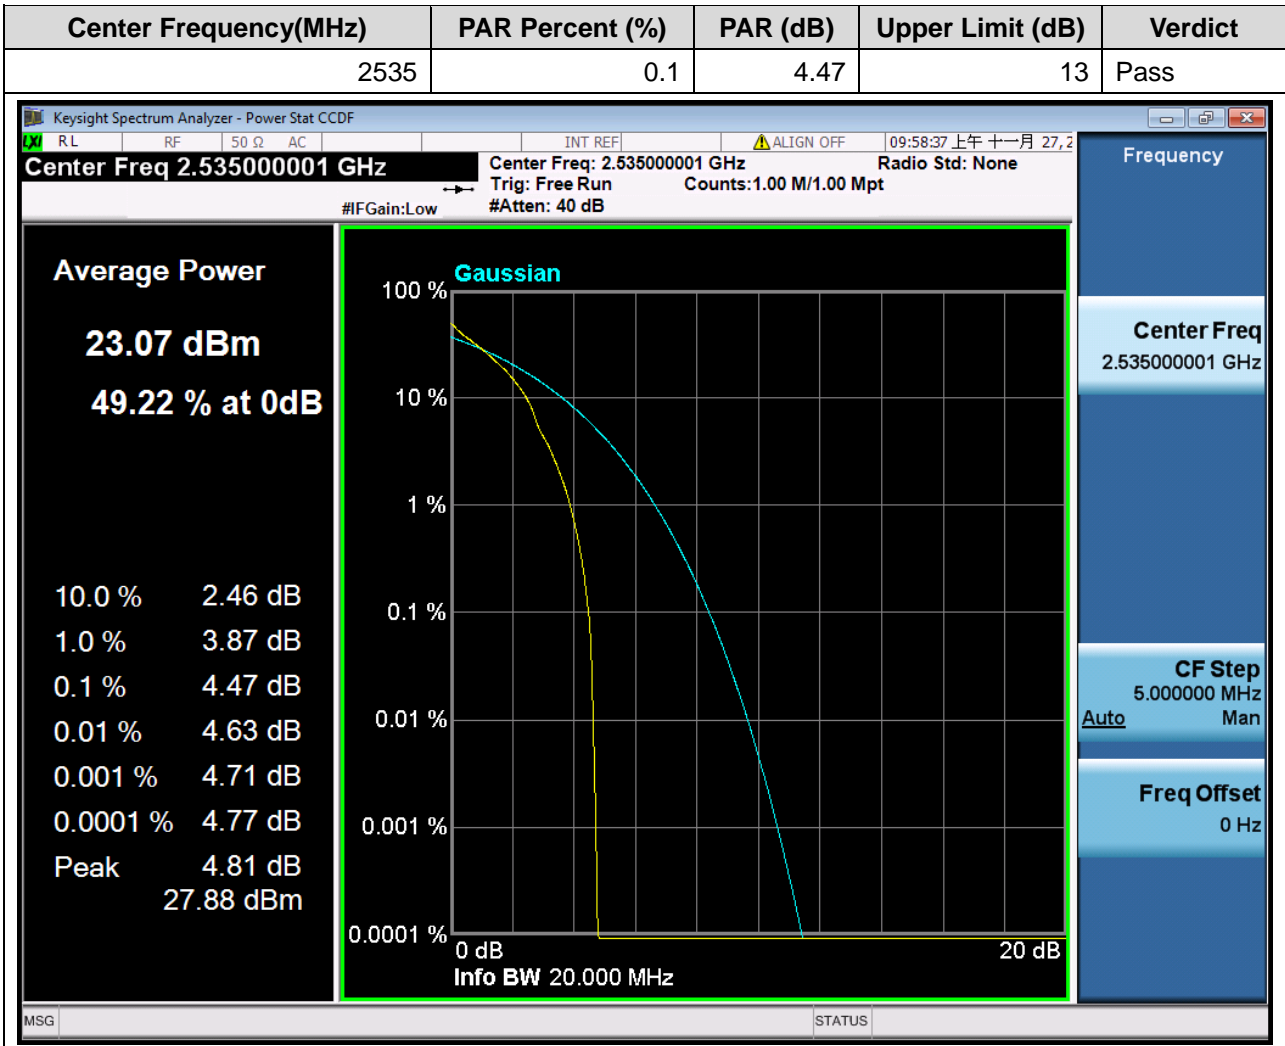 Center Frequency(MHz) PAR Percent (%) PAR (dB) Upper Limit (dB) Verdict
2535 0.1 4.47 13 Pass
Keysight Spectrum Analyzer - Power Stat CCDF
LXI RL RF 50 Ω AC INT REF ALIGN OFF 09:58:37 上午 十一月 27, 2
Center Freq 2.535000001 GHz
Center Freq: 2.535000001 GHz Radio Std: None
Trig: Free Run Counts:1.00 M/1.00 Mpt
#IFGain:Low #Atten: 40 dB
Average Power
23.07 dBm
49.22 % at 0dB
10.0 % 2.46 dB
1.0 % 3.87 dB
0.1 % 4.47 dB
0.01 % 4.63 dB
0.001 % 4.71 dB
0.0001 % 4.77 dB
Peak 4.81 dB
27.88 dBm
Gaussian
100 %
10 %
1 %
0.1 %
0.01 %
0.001 %
0.0001 %
0 dB 20 dB
Info BW 20.000 MHz
Frequency
Center Freq
2.535000001 GHz
CF Step
5.000000 MHz
Auto Man
Freq Offset
0 Hz
MSG STATUS